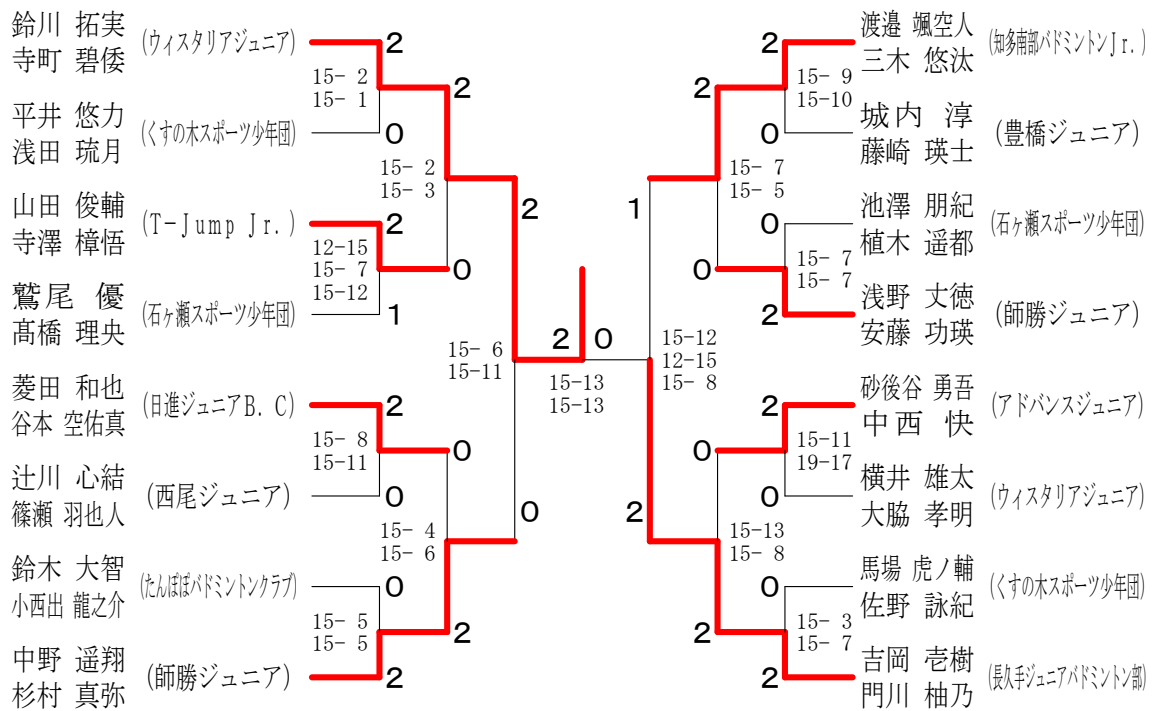 鈴川 拓実
寺町 碧倭
(ウィスタリアジュニア)
2
15- 2
15- 1
2
平井 悠力
浅田 琉月
(くすの木スポーツ少年団)
0
15- 2
15- 3
2
山田 俊輔
寺澤 樟悟
(T-Jump Jr.)
2
12-15
15- 7
15-12
0
鷲尾 優
髙橋 理央
(石ヶ瀬スポーツ少年団)
1
15- 6
15-11
2
0
15-13
15-13
菱田 和也
谷本 空佑真
(日進ジュニアB.C)
2
15- 8
15-11
0
辻川 心結
篠瀬 羽也人
(西尾ジュニア)
0
15- 4
15- 6
0
鈴木 大智
小西出 龍之介
(たんぽぽバドミントンクラブ)
0
15- 5
15- 5
2
中野 遥翔
杉村 真弥
(師勝ジュニア)
2
渡邉 颯空人
三木 悠汰
(知多南部バドミントンJr.)
2
15- 9
15-10
2
城内 淳
藤崎 瑛士
(豊橋ジュニア)
0
15- 7
15- 5
1
池澤 朋紀
植木 遥都
(石ヶ瀬スポーツ少年団)
0
15- 7
15- 7
0
浅野 丈徳
安藤 功瑛
(師勝ジュニア)
2
15-12
12-15
15- 8
砂後谷 勇吾
中西 快
(アドバンスジュニア)
2
15-11
19-17
0
横井 雄太
大脇 孝明
(ウィスタリアジュニア)
0
15-13
15- 8
2
馬場 虎ノ輔
佐野 詠紀
(くすの木スポーツ少年団)
0
15- 3
15- 7
2
吉岡 壱樹
門川 柚乃
(長久手ジュニアバドミントン部)
2